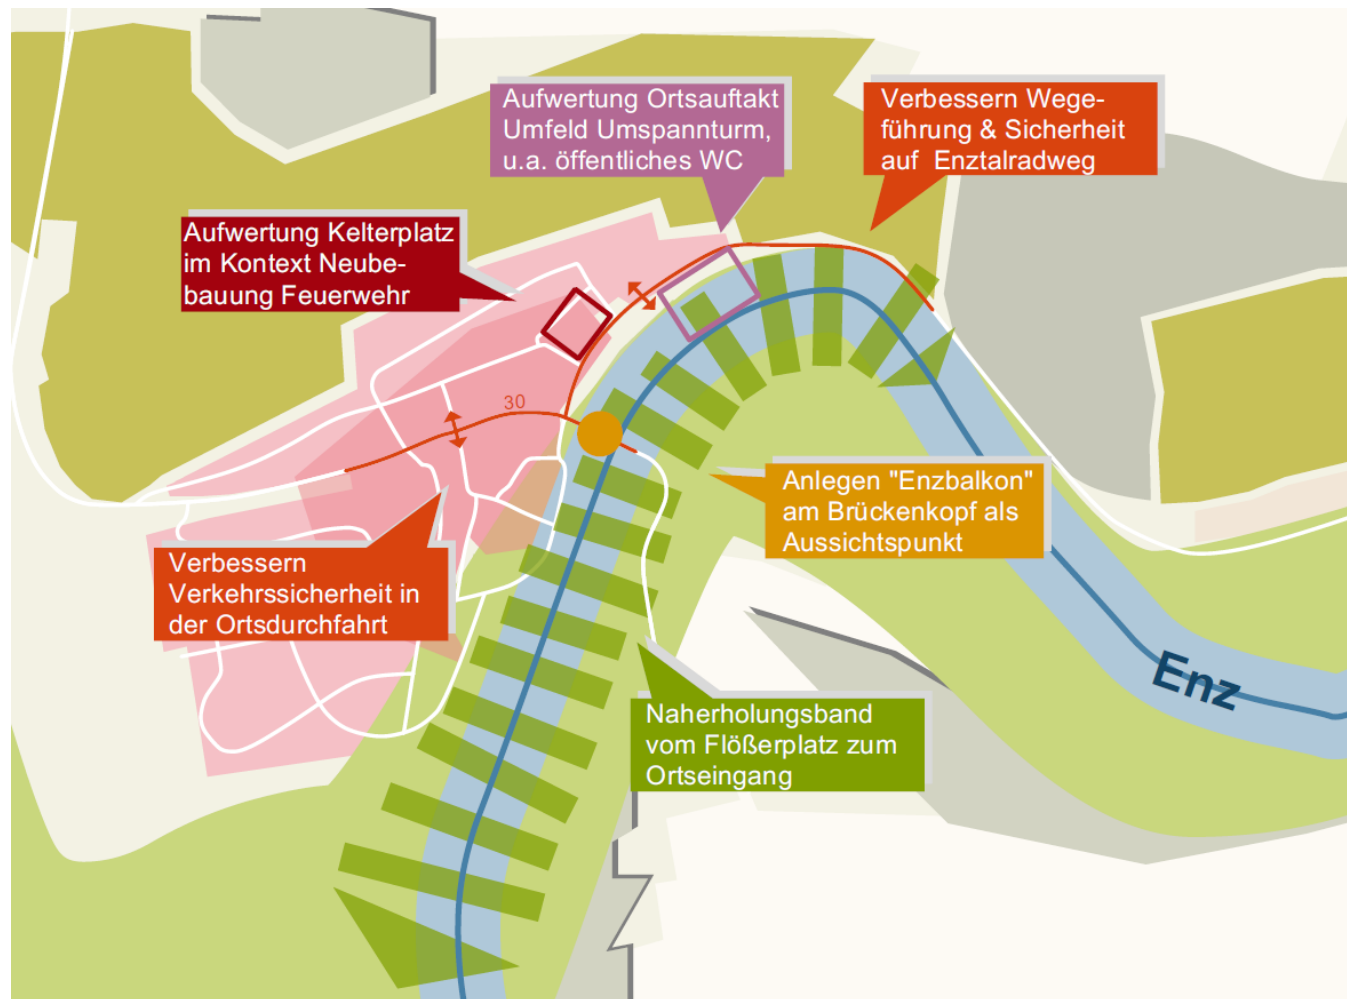 Aufwertung Ortsauftakt
Umfeld Umspannturm,
u.a. öffentliches WC
Verbessern Wege-
führung & Sicherheit
auf Enztalradweg
Aufwertung Kelterplatz
im Kontext Neube-
bauung Feuerwehr
30
Anlegen "Enzbalkon"
am Brückenkopf als
Aussichtspunkt
Verbessern
Verkehrssicherheit in
der Ortsdurchfahrt
Enz
Naherholungsband
vom Flößerplatz zum
Ortseingang